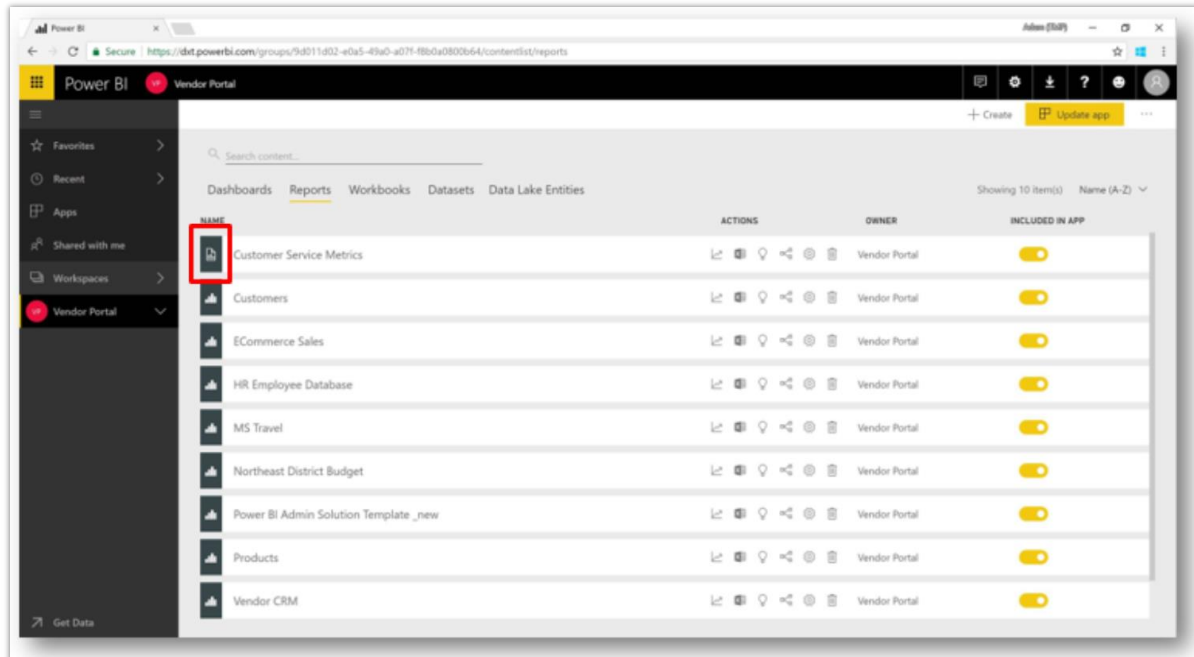 Power BI
Secure | https://dxt.powerbi.com/groups/9d011d02-e0a5-49a0-a07f-f8b0a0800b64/contentlist/reports
Power BI VP Vendor Portal
+ Create Update app
Favorites
Search content...
Recent
Dashboards Reports Workbooks Datasets Data Lake Entities Showing 10 item(s) Name (A-Z)
Apps
NAME ACTIONS OWNER INCLUDED IN APP
Shared with me
Customer Service Metrics Vendor Portal
Workspaces
Customers Vendor Portal
VP Vendor Portal
ECommerce Sales Vendor Portal
HR Employee Database Vendor Portal
MS Travel Vendor Portal
Northeast District Budget Vendor Portal
Power BI Admin Solution Template _new Vendor Portal
Products Vendor Portal
Vendor CRM Vendor Portal
Get Data